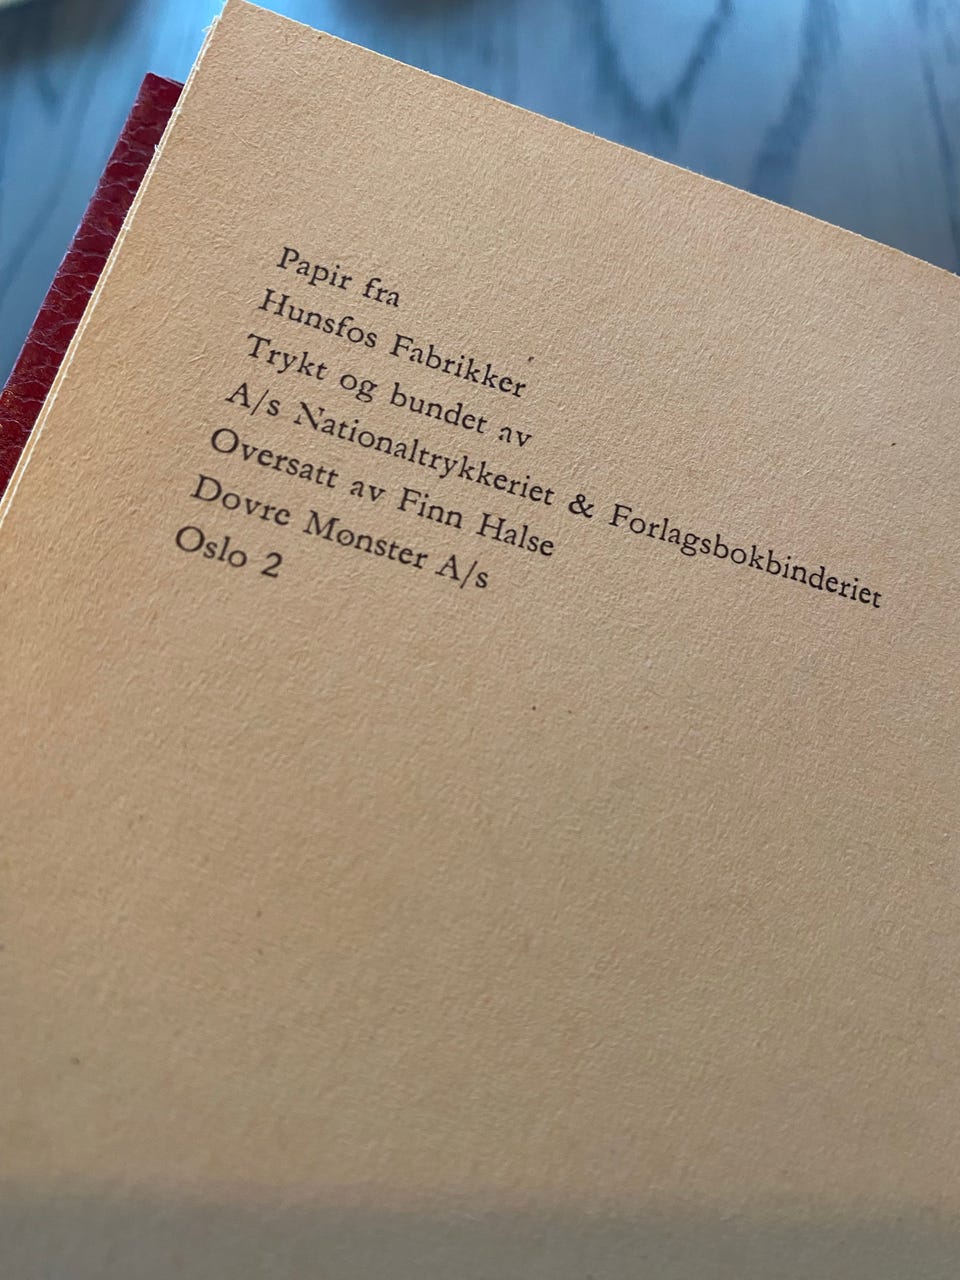 Papir fra
Hunsfos Fabrikker
Trykt og bundet av
A/s Nationaltrykkeriet & Forlagsbokbinderiet
Oversatt av Finn Halse
Dovre Mønster A/s
Oslo 2